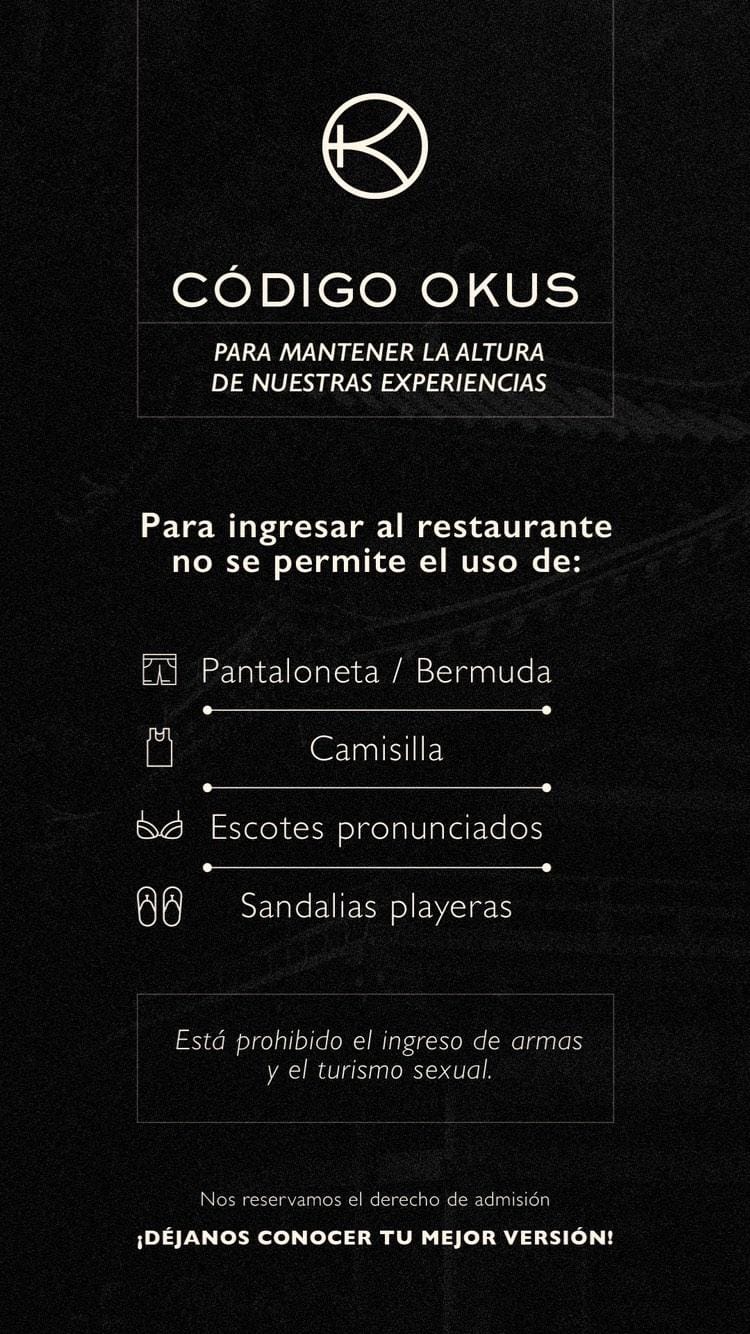 CÓDIGO OKUS
PARA MANTENER LA ALTURA
DE NUESTRAS EXPERIENCIAS
Para ingresar al restaurante
no se permite el uso de:
Pantaloneta / Bermuda
Camisilla
Escotes pronunciados
Sandalias playeras
Está prohibido el ingreso de armas
y el turismo sexual.
Nos reservamos el derecho de admisión
¡DÉJANOS CONOCER TU MEJOR VERSIÓN!